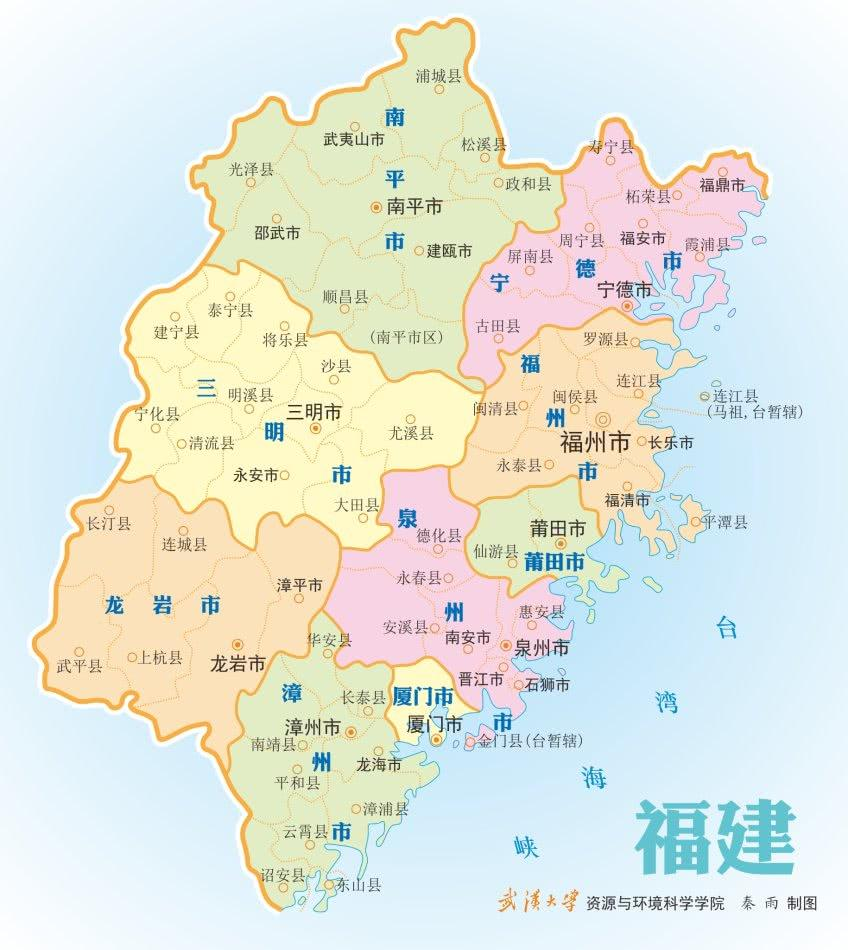 浦城县
南
武夷山市
松溪县
寿宁县
光泽县
平
政和县
福鼎市
柘荣县
南平市
邵武市
市
建瓯市
周宁县
福安市
霞浦县
屏南县
德
市
宁
宁德市
顺昌县
泰宁县
建宁县
将乐县
(南平市区)
古田县
罗源县
沙县
福
三
明溪县
连江县
连江县
(马祖,台暂辖)
宁化县
三明市
闽清县
闽侯县
州
清流县
明
尤溪县
福州市
长乐市
永安市
市
永泰县
市
大田县
福清市
长汀县
泉
平潭县
连城县
德化县
莆田市
仙游县
莆田市
漳平市
永春县
龙岩市
州
惠安县
安溪县
南安市
华安县
泉州市
武平县
上杭县
龙岩市
晋江市
石狮市
漳
长泰县
厦门市
漳州市
厦门市
市
南靖县
金门县(台暂辖)
州
龙海市
平和县
漳浦县
云霄县
市
诏安县
东山县
台
湾
海
峡
福建
武汉大学 资源与环境科学学院 秦雨 制图